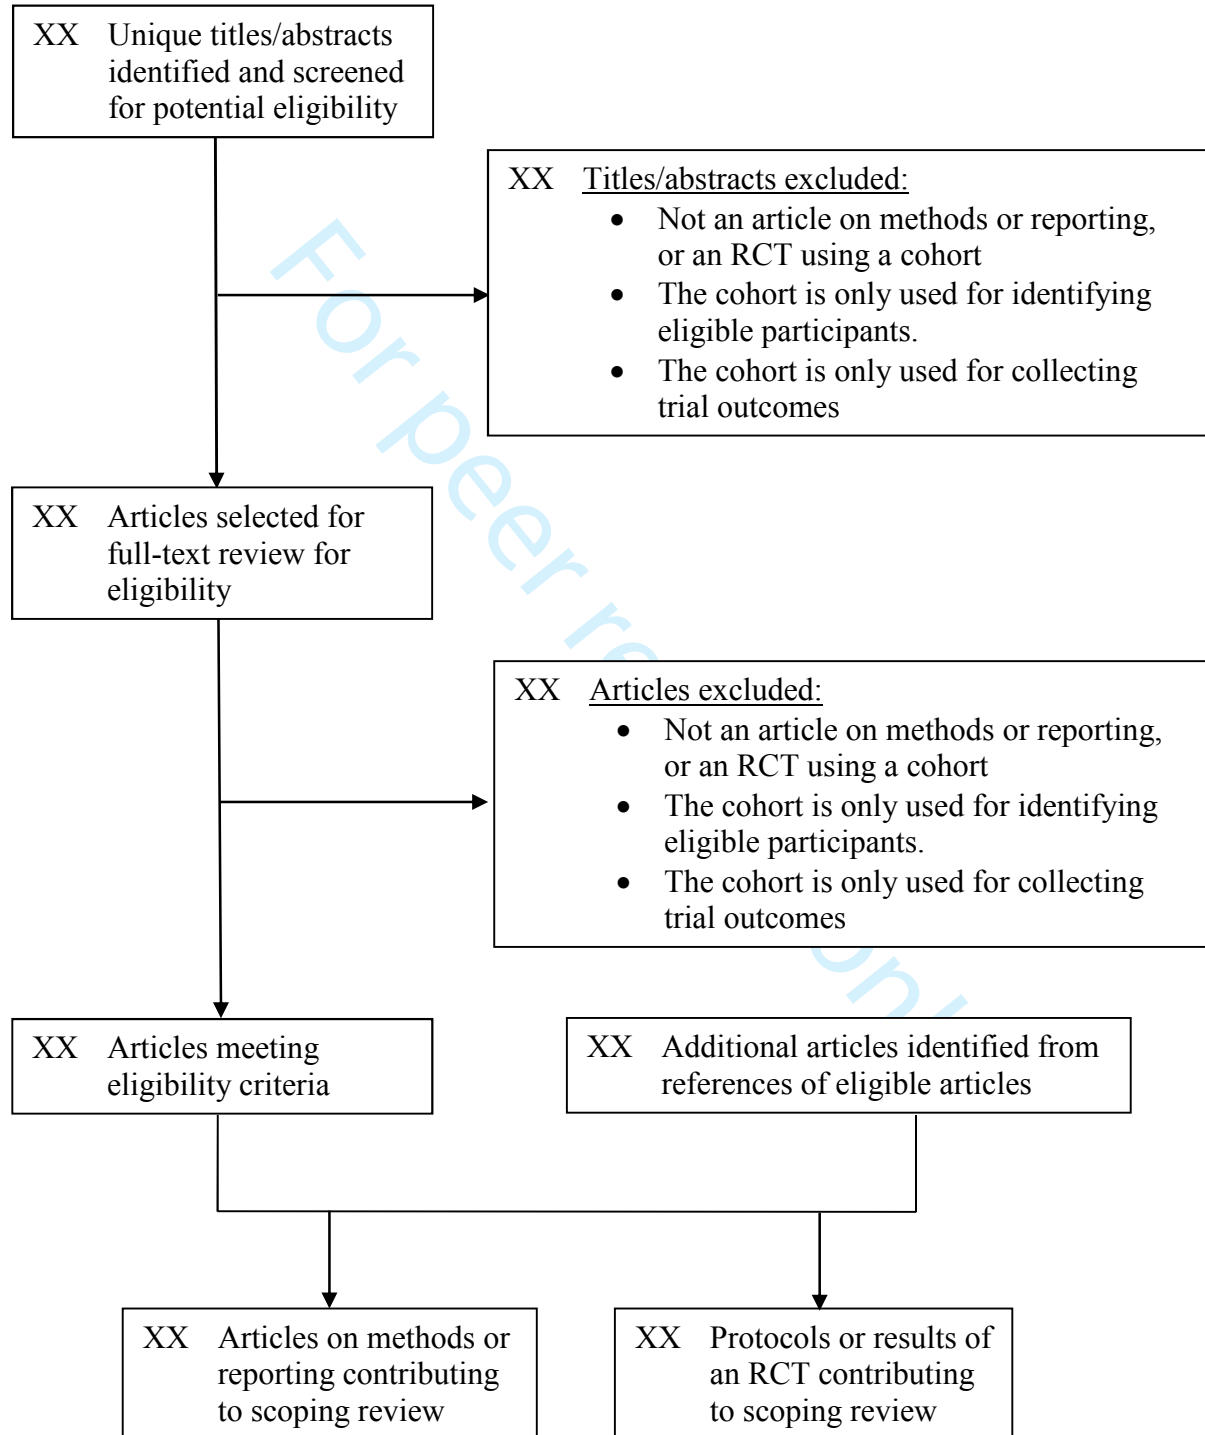 XX Unique titles/abstracts
identified and screened
for potential eligibility
XX Titles/abstracts excluded:
• Not an article on methods or reporting,
or an RCT using a cohort
• The cohort is only used for identifying
eligible participants.
• The cohort is only used for collecting
trial outcomes
XX Articles selected for
full-text review for
eligibility
XX Articles excluded:
• Not an article on methods or reporting,
or an RCT using a cohort
• The cohort is only used for identifying
eligible participants.
• The cohort is only used for collecting
trial outcomes
XX Articles meeting
eligibility criteria
XX Additional articles identified from
references of eligible articles
XX Articles on methods or
reporting contributing
to scoping review
XX Protocols or results of
an RCT contributing
to scoping review
For peer